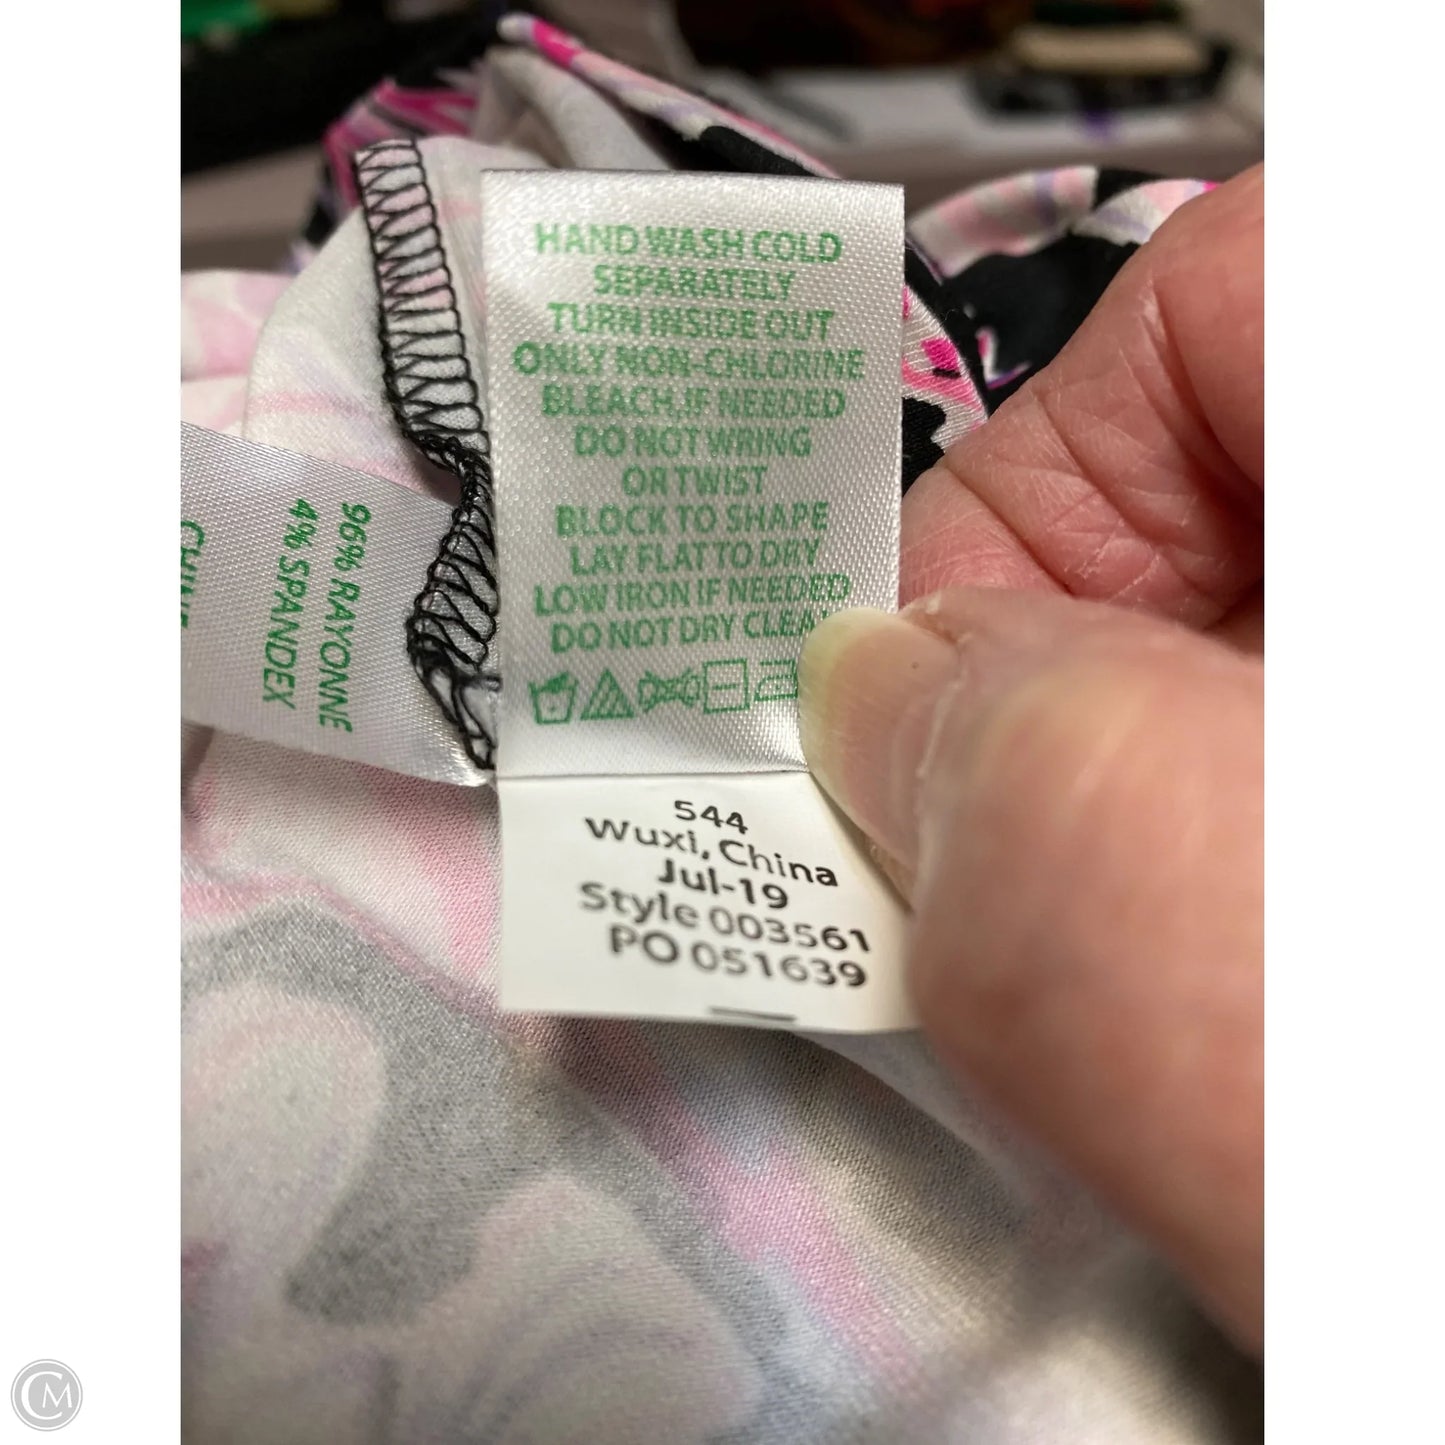 HAND WASH COLD
SEPARATELY
TURN INSIDE OUT
ONLY NON-CHLORINE
BLEACH.IF NEEDED
DO NOT WRING
OR TWIST
BLOCK TO SHAPE
LAY FLAT TO DRY
LOW IRON IF NEEDED
DO NOT DRY CLEA
544
Wuxi, China
Jul-19
Style 003561
PO 051639
96% RAYONNE
4% SPANDEX
CM